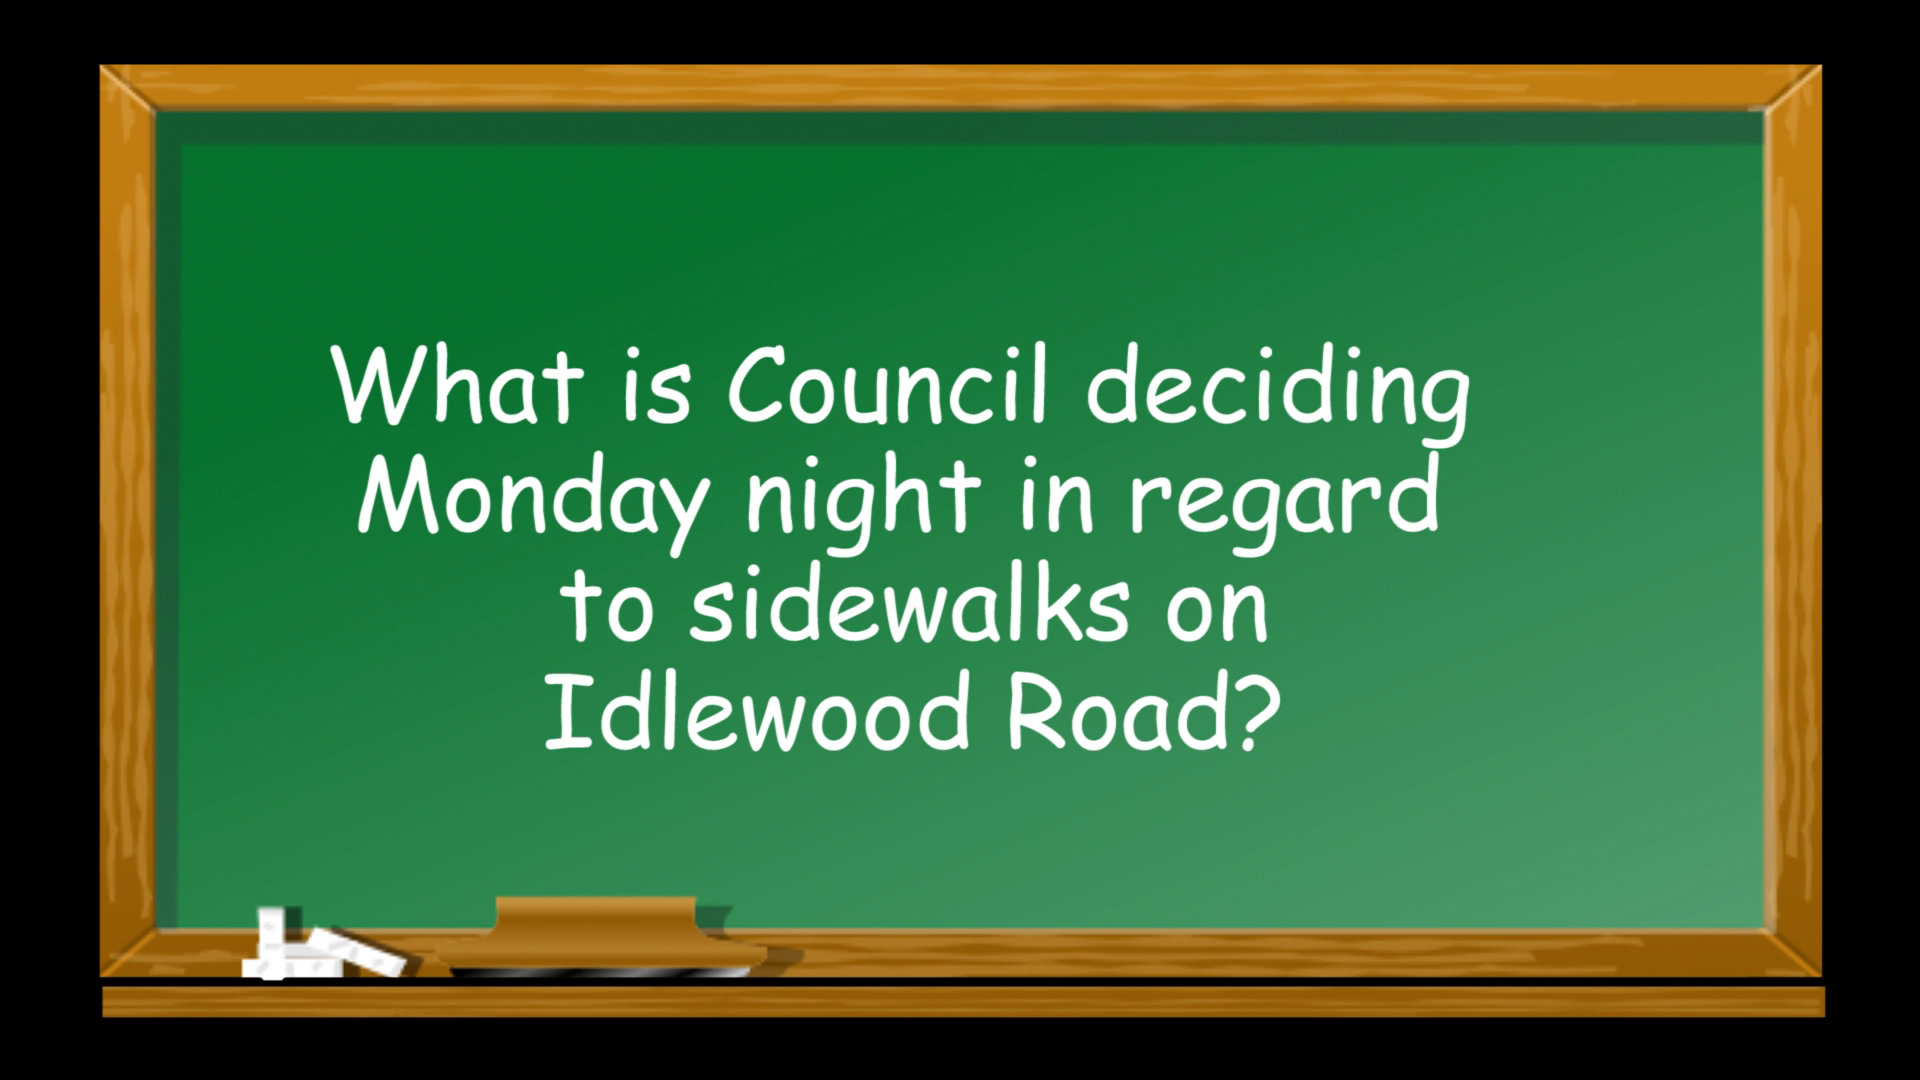 What is Council deciding
Monday night in regard
to sidewalks on
Idlewood Road?